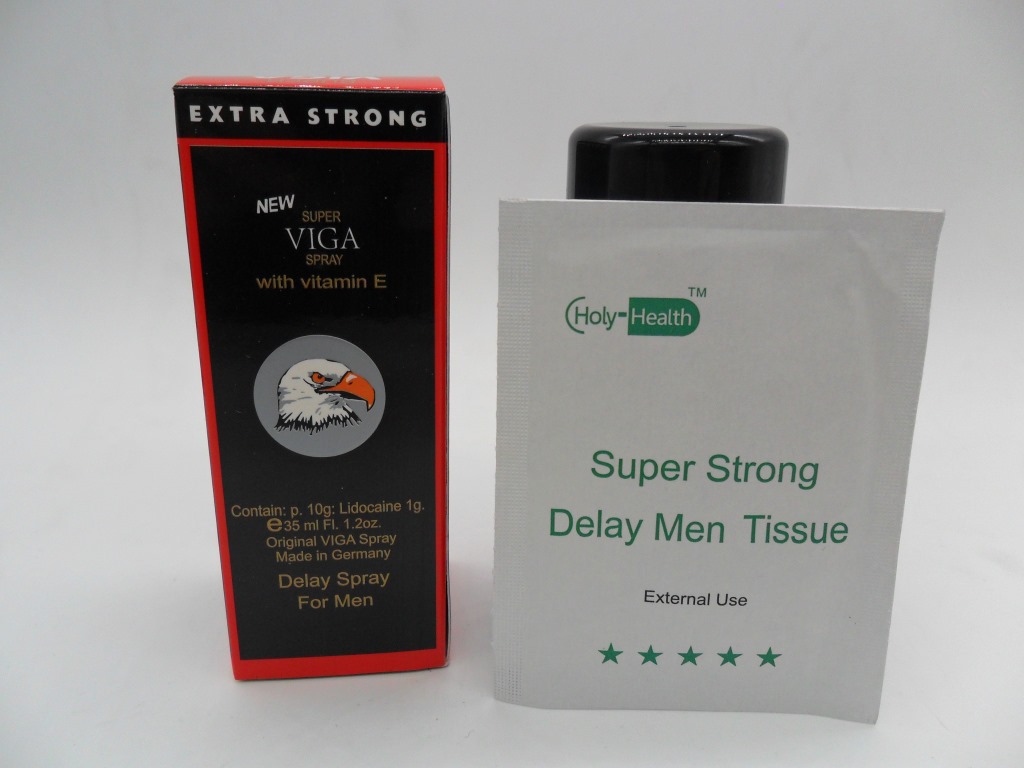 EXTRA STRONG
NEW
SUPER
VIGA
SPRAY
with vitamin E
Contain: p. 10g: Lidocaine 1g.
e35 ml Fl. 1.2oz.
Original VIGA Spray
Made in Germany
Delay Spray
For Men
Holy-Health TM
Super Strong
Delay Men Tissue
External Use